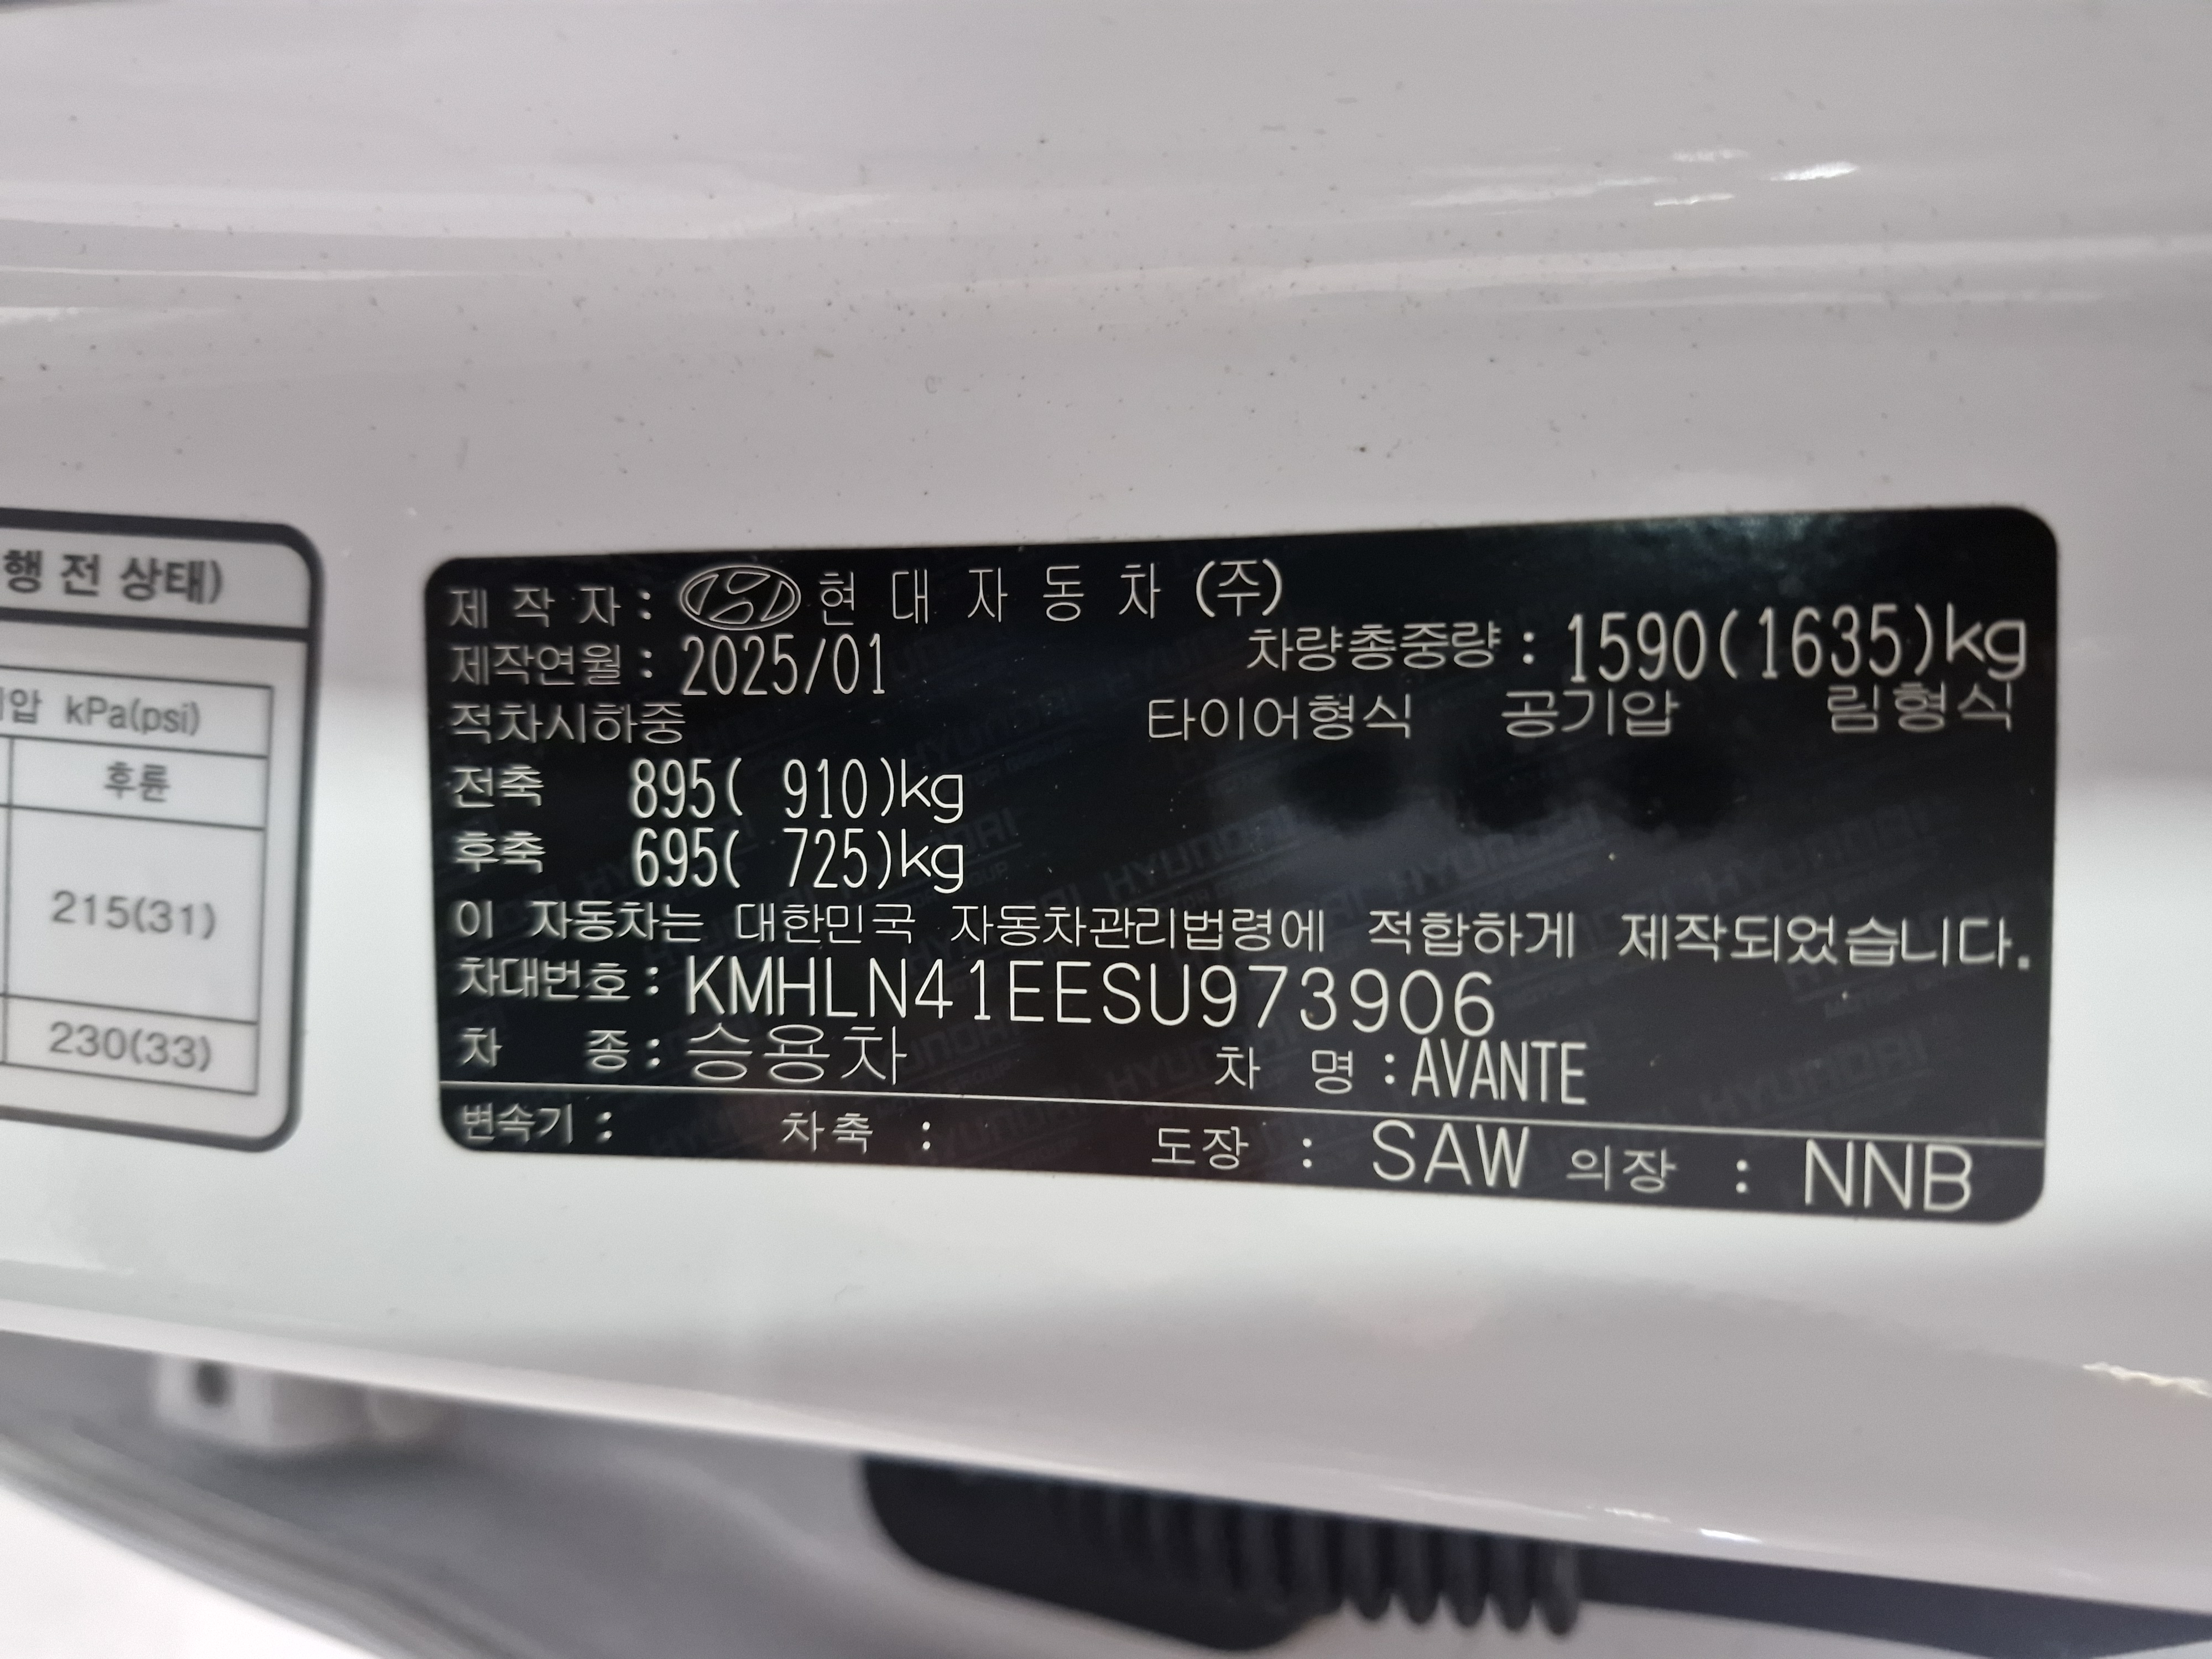 행 전 상태)
압 kPa(psi)
후륜
215(31)
230(33)
제 작 자 : 현 대 자 동 차 (주)
제작연월 : 2025/01 차량총중량 : 1590(1635)kg
적차시하중 타이어형식 공기압 림형식
전축 895( 910)kg
후축 695( 725)kg
이 자동차는 대한민국 자동차관리법령에 적합하게 제작되었습니다.
차대번호 : KMHLN41EESU973906
차 종 : 승용차 차 명 : AVANTE
변속기 : 차축 : 도장 : SAW 의장 : NNB